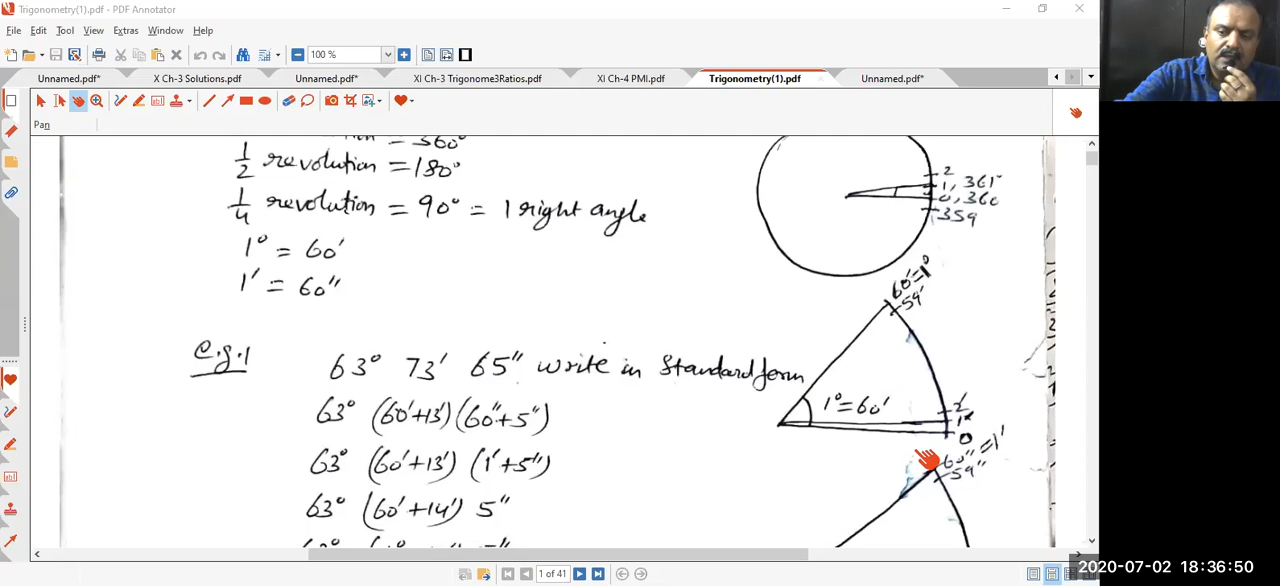 Trigonometry(1).pdf - PDF Annotator
File Edit Tool View Extras Window Help
100 %
Unnamed.pdf* X Ch-3 Solutions.pdf Unnamed.pdf* XI Ch-3 Trigonome3Ratios.pdf XI Ch-4 PMI.pdf Trigonometry(1).pdf Unnamed.pdf*
Pan
= 360°
1/2 revolution = 180°
1/4 revolution = 90° = 1 right angle
1° = 60'
1' = 60"
2
1, 361
0, 360
359
60'=1°
59'
1°=60'
2'
1'
0
60"=1'
59"
e.g.1 63° 73' 65" write in Standard form
63° (60'+13')(60"+5")
63° (60'+13') (1'+5")
63° (60'+14') 5"
1 of 41
2020-07-02 18:36:50